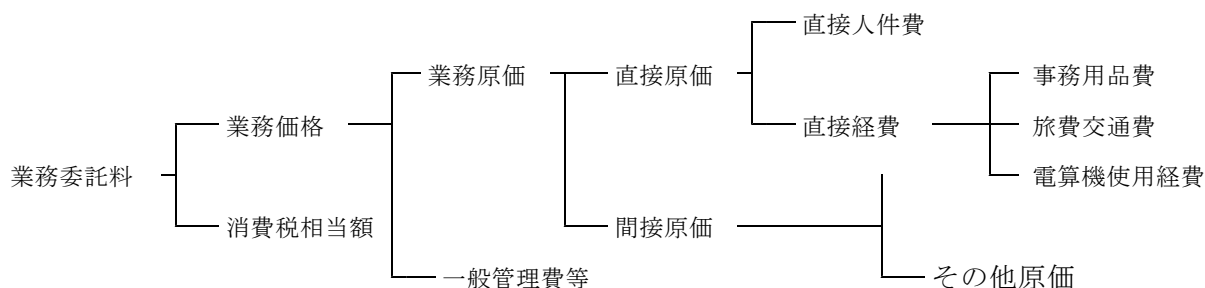 直接人件費
業務原価 直接原価 事務用品費
業務価格 直接経費 旅費交通費
業務委託料 電算機使用経費
消費税相当額 間接原価
一般管理費等 その他原価